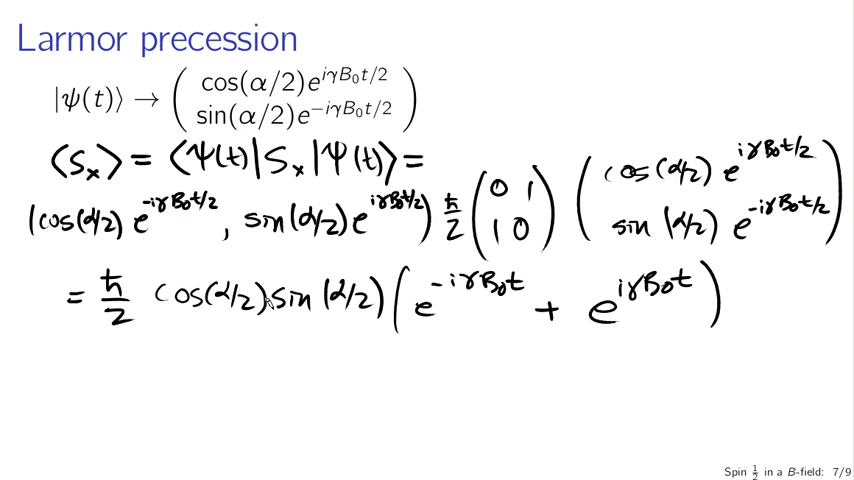 Larmor precession
|ψ(t)⟩ → ( cos(α/2)e^{iγB₀t/2}
sin(α/2)e^{-iγB₀t/2} )
⟨Sₓ⟩ = ⟨ψ(t)|Sₓ|ψ(t)⟩ =
(cos(α/2) e^{-iγB₀t/2}, sin(α/2) e^{iγB₀t/2}) ħ/2 ( 0 1
1 0 ) ( cos(α/2) e^{iγB₀t/2}
sin(α/2) e^{-iγB₀t/2} )
= ħ/2 cos(α/2) sin(α/2) ( e^{-iγB₀t} + e^{iγB₀t} )
Spin 1/2 in a B-field: 7/9